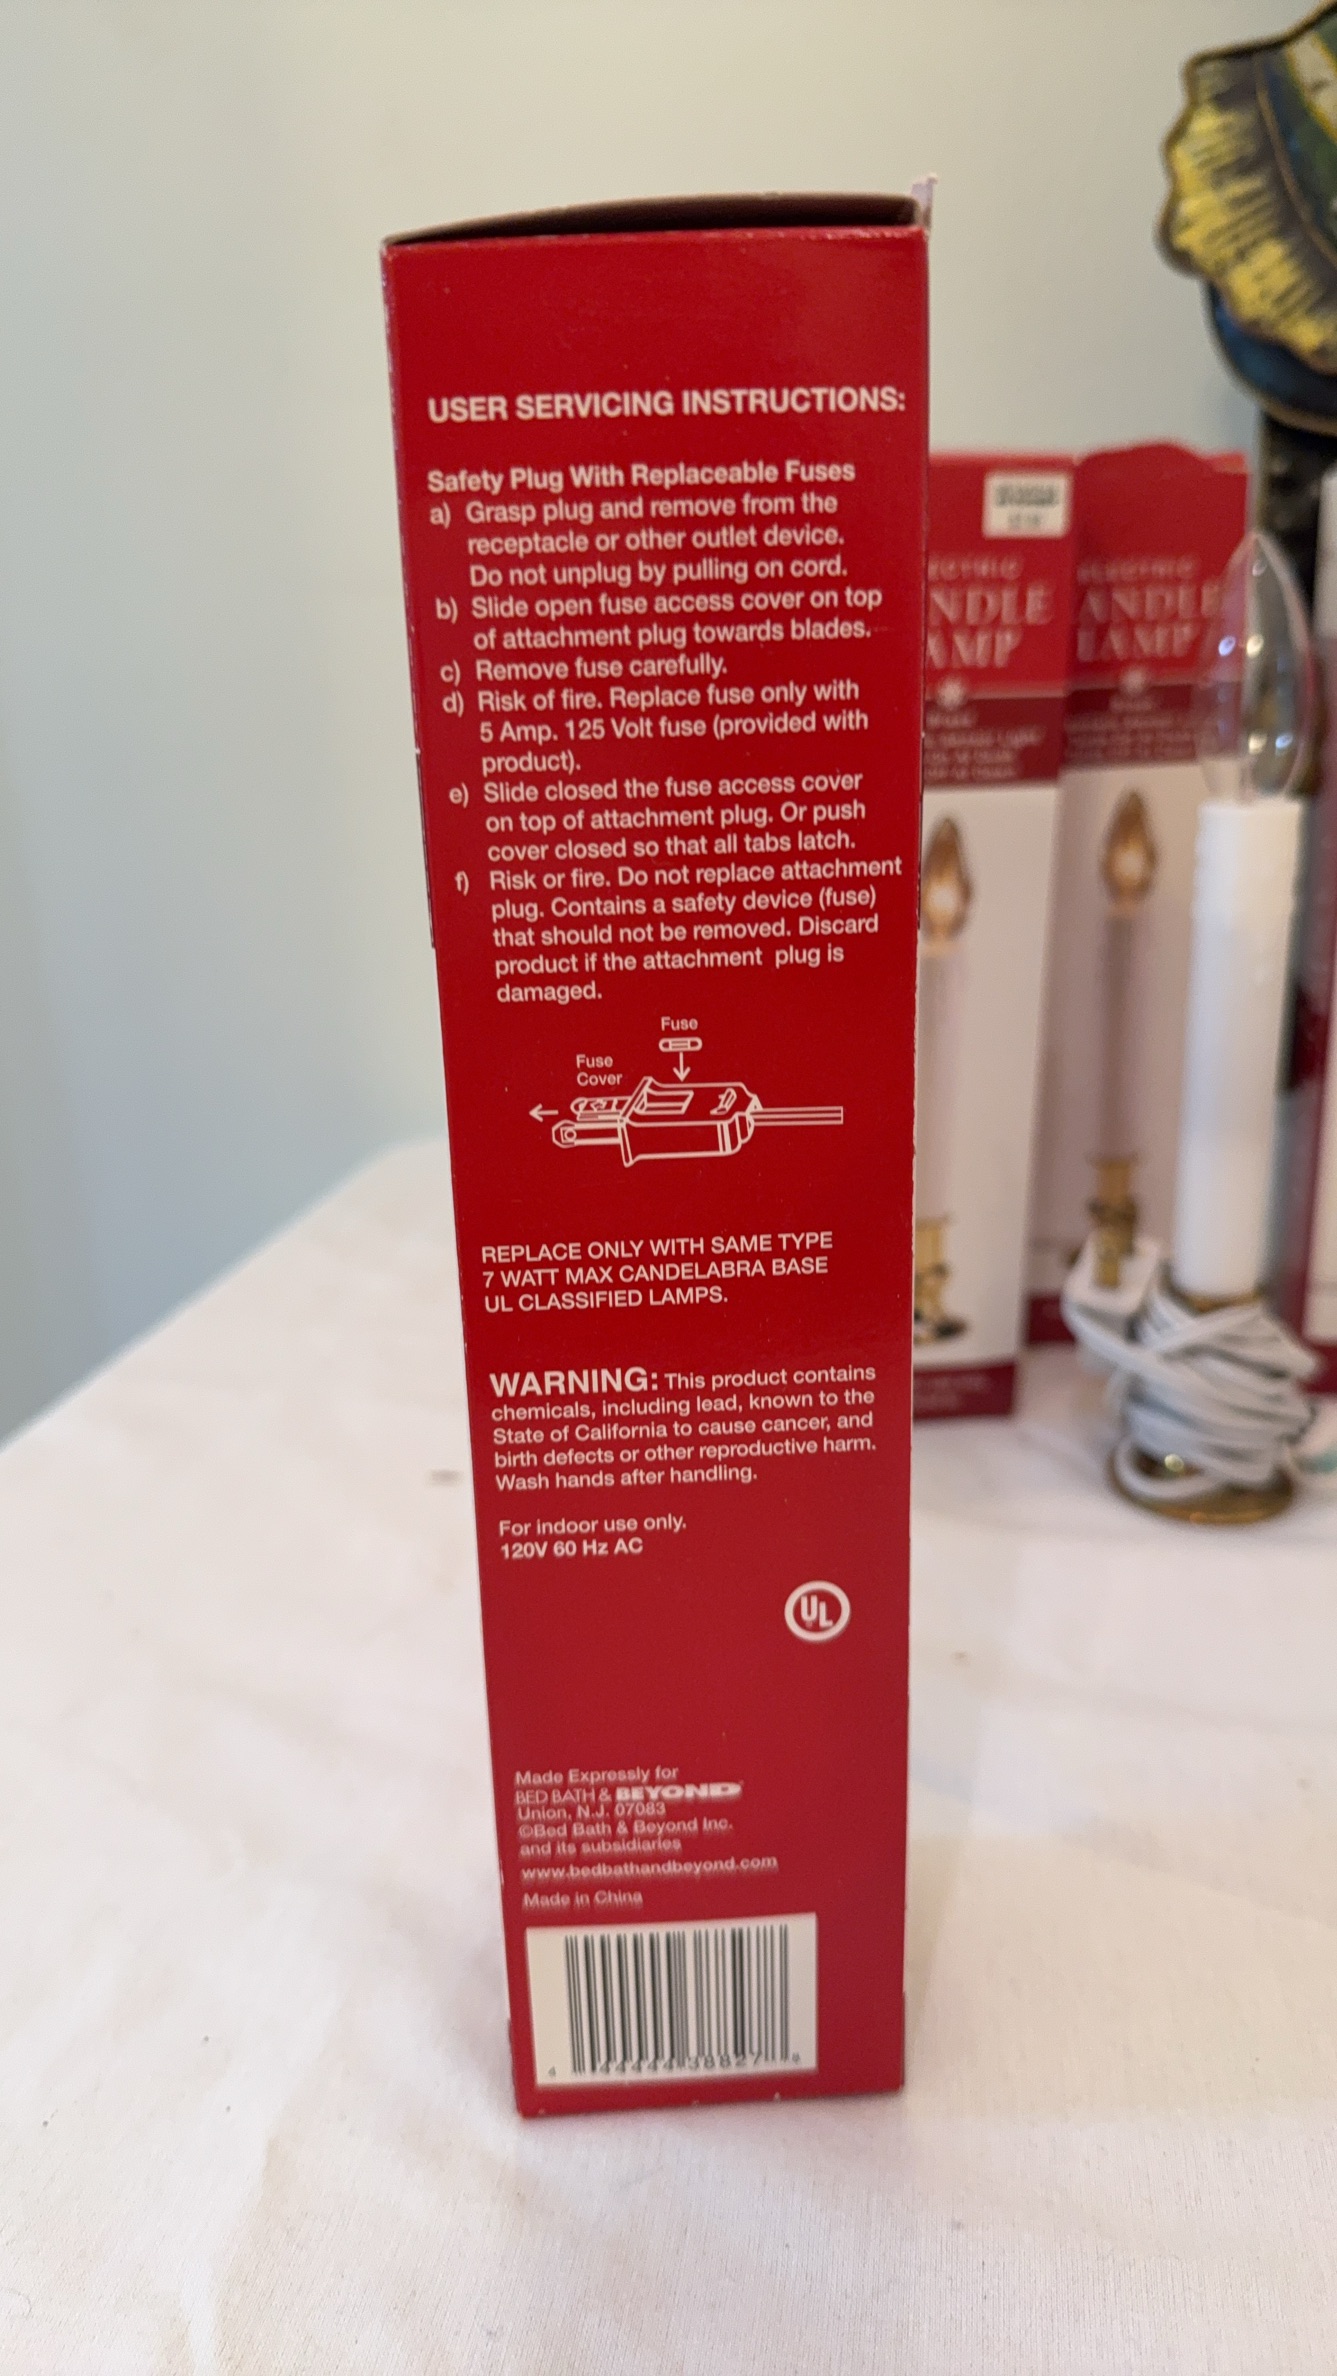 USER SERVICING INSTRUCTIONS:
Safety Plug With Replaceable Fuses
a) Grasp plug and remove from the
receptacle or other outlet device.
Do not unplug by pulling on cord.
b) Slide open fuse access cover on top
of attachment plug towards blades.
c) Remove fuse carefully.
d) Risk of fire. Replace fuse only with
5 Amp. 125 Volt fuse (provided with
product).
e) Slide closed the fuse access cover
on top of attachment plug. Or push
cover closed so that all tabs latch.
f) Risk or fire. Do not replace attachment
plug. Contains a safety device (fuse)
that should not be removed. Discard
product if the attachment plug is
damaged.
Fuse
Fuse
Cover
REPLACE ONLY WITH SAME TYPE
7 WATT MAX CANDELABRA BASE
UL CLASSIFIED LAMPS.
WARNING: This product contains
chemicals, including lead, known to the
State of California to cause cancer, and
birth defects or other reproductive harm.
Wash hands after handling.
For indoor use only.
120V 60 Hz AC
UL
Made Expressly for
BED BATH & BEYOND
Union, N.J. 07083
©Bed Bath & Beyond Inc.
and its subsidiaries
www.bedbathandbeyond.com
Made in China
ECTRIC
NDLE
AMP
ELECTRIC
ANDLE
LAMP